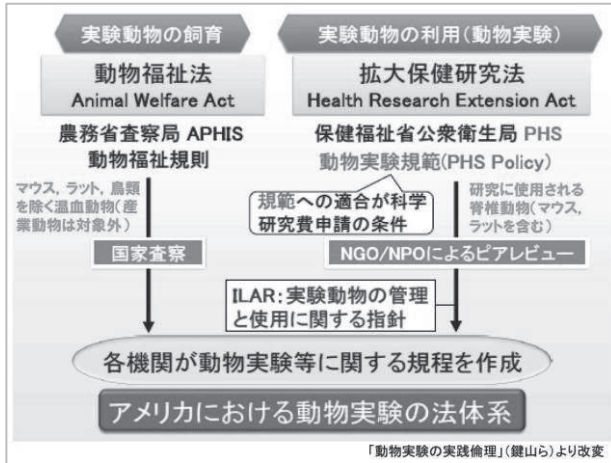 実験動物の飼育
動物福祉法
Animal Welfare Act
農務省査察局 APHIS
動物福祉規則
マウス, ラット, 鳥類
を除く温血動物(産
業動物は対象外)
国家査察
実験動物の利用(動物実験)
拡大保健研究法
Health Research Extension Act
保健福祉省公衆衛生局 PHS
動物実験規範(PHS Policy)
規範への適合が科学
研究費申請の条件
研究に使用される
脊椎動物(マウス,
ラットを含む)
NGO/NPOによるピアレビュー
ILAR:実験動物の管理
と使用に関する指針
各機関が動物実験等に関する規程を作成
アメリカにおける動物実験の法体系
「動物実験の実践倫理」(鍵山ら)より改変